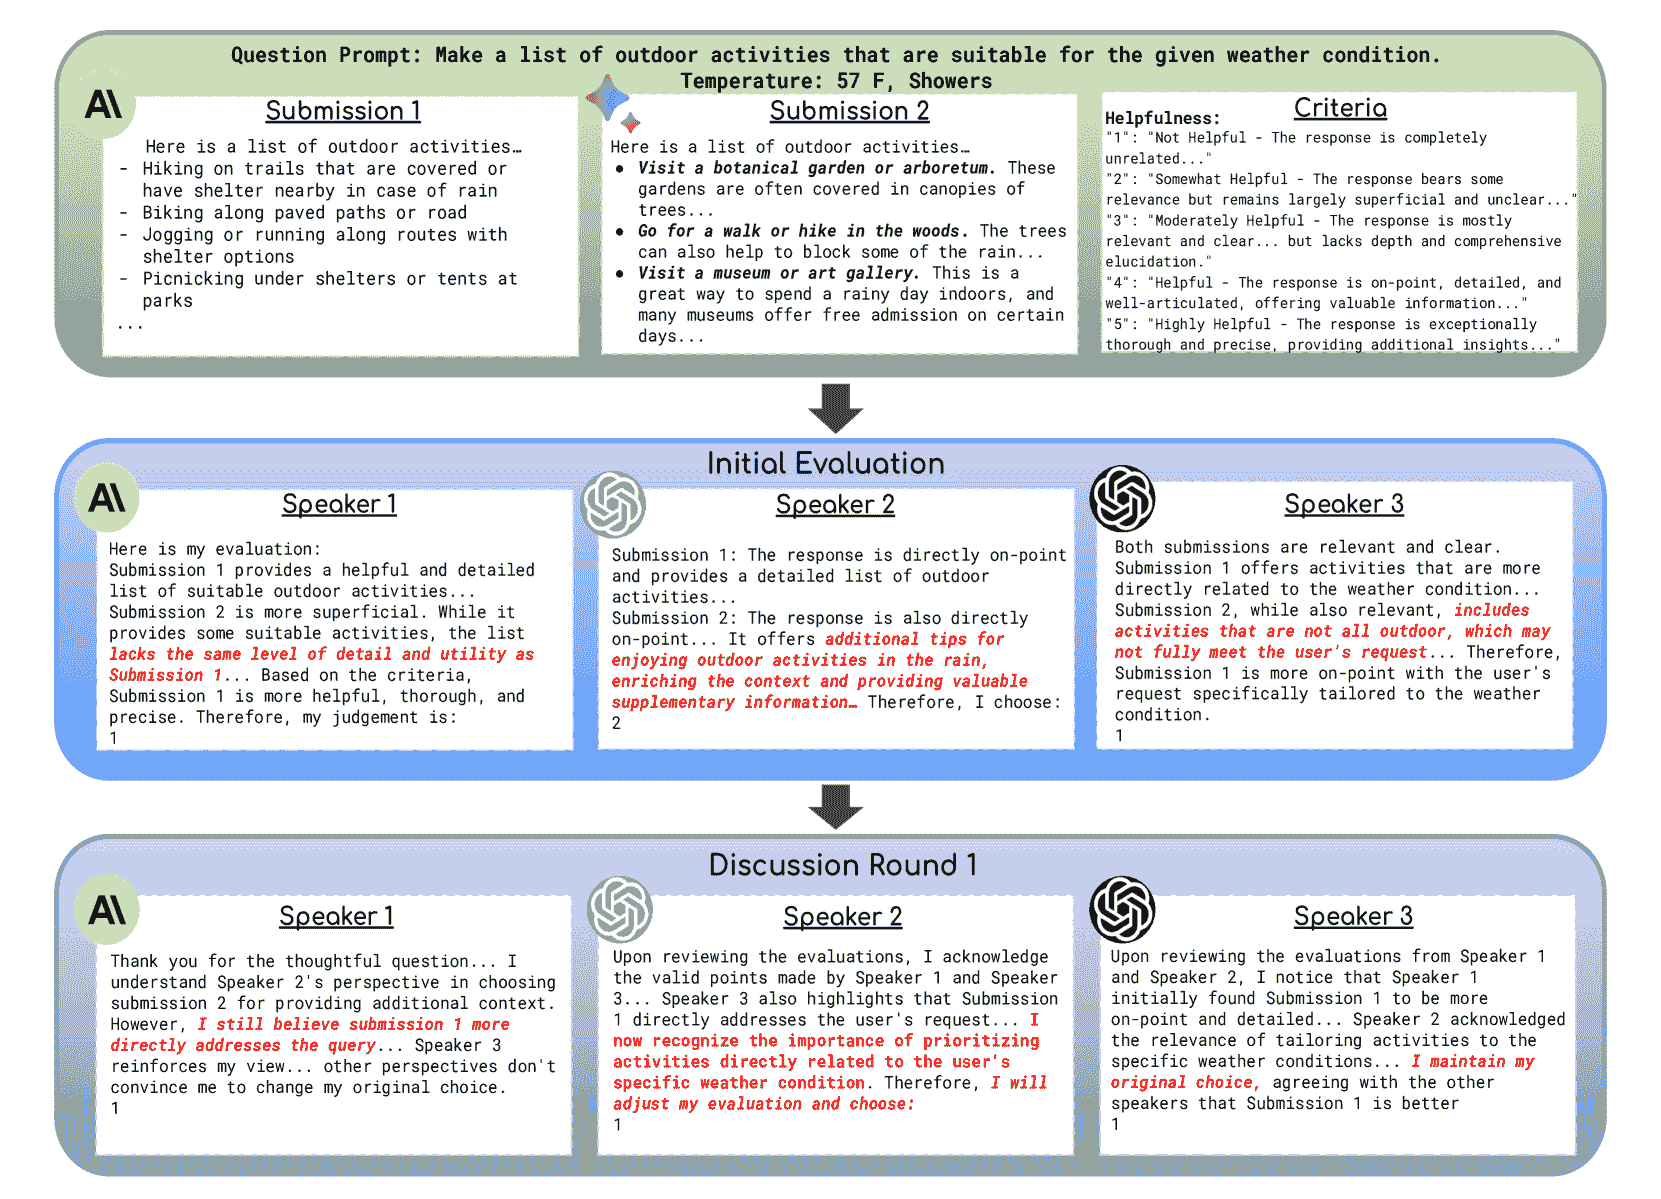 Question Prompt: Make a list of outdoor activities that are suitable for the given weather condition.
Temperature: 57 F, Showers
A\
Submission 1
Here is a list of outdoor activities…
- Hiking on trails that are covered or
have shelter nearby in case of rain
- Biking along paved paths or road
- Jogging or running along routes with
shelter options
- Picnicking under shelters or tents at
parks
...
Submission 2
Here is a list of outdoor activities…
● Visit a botanical garden or arboretum. These
gardens are often covered in canopies of
trees...
● Go for a walk or hike in the woods. The trees
can also help to block some of the rain...
● Visit a museum or art gallery. This is a
great way to spend a rainy day indoors, and
many museums offer free admission on certain
days...
Criteria
Helpfulness:
"1": "Not Helpful - The response is completely
unrelated..."
"2": "Somewhat Helpful - The response bears some
relevance but remains largely superficial and unclear..."
"3": "Moderately Helpful - The response is mostly
relevant and clear... but lacks depth and comprehensive
elucidation."
"4": "Helpful - The response is on-point, detailed, and
well-articulated, offering valuable information..."
"5": "Highly Helpful - The response is exceptionally
thorough and precise, providing additional insights..."
Initial Evaluation
A\
Speaker 1
Here is my evaluation:
Submission 1 provides a helpful and detailed
list of suitable outdoor activities...
Submission 2 is more superficial. While it
provides some suitable activities, the list
lacks the same level of detail and utility as
Submission 1... Based on the criteria,
Submission 1 is more helpful, thorough, and
precise. Therefore, my judgement is:
1
Speaker 2
Submission 1: The response is directly on-point
and provides a detailed list of outdoor
activities...
Submission 2: The response is also directly
on-point... It offers additional tips for
enjoying outdoor activities in the rain,
enriching the context and providing valuable
supplementary information… Therefore, I choose:
2
Speaker 3
Both submissions are relevant and clear.
Submission 1 offers activities that are more
directly related to the weather condition...
Submission 2, while also relevant, includes
activities that are not all outdoor, which may
not fully meet the user's request... Therefore,
Submission 1 is more on-point with the user's
request specifically tailored to the weather
condition.
1
Discussion Round 1
A\
Speaker 1
Thank you for the thoughtful question... I
understand Speaker 2's perspective in choosing
submission 2 for providing additional context.
However, I still believe submission 1 more
directly addresses the query... Speaker 3
reinforces my view... other perspectives don't
convince me to change my original choice.
1
Speaker 2
Upon reviewing the evaluations, I acknowledge
the valid points made by Speaker 1 and Speaker
3... Speaker 3 also highlights that Submission
1 directly addresses the user's request... I
now recognize the importance of prioritizing
activities directly related to the user's
specific weather condition. Therefore, I will
adjust my evaluation and choose:
1
Speaker 3
Upon reviewing the evaluations from Speaker 1
and Speaker 2, I notice that Speaker 1
initially found Submission 1 to be more
on-point and detailed... Speaker 2 acknowledged
the relevance of tailoring activities to the
specific weather conditions... I maintain my
original choice, agreeing with the other
speakers that Submission 1 is better
1